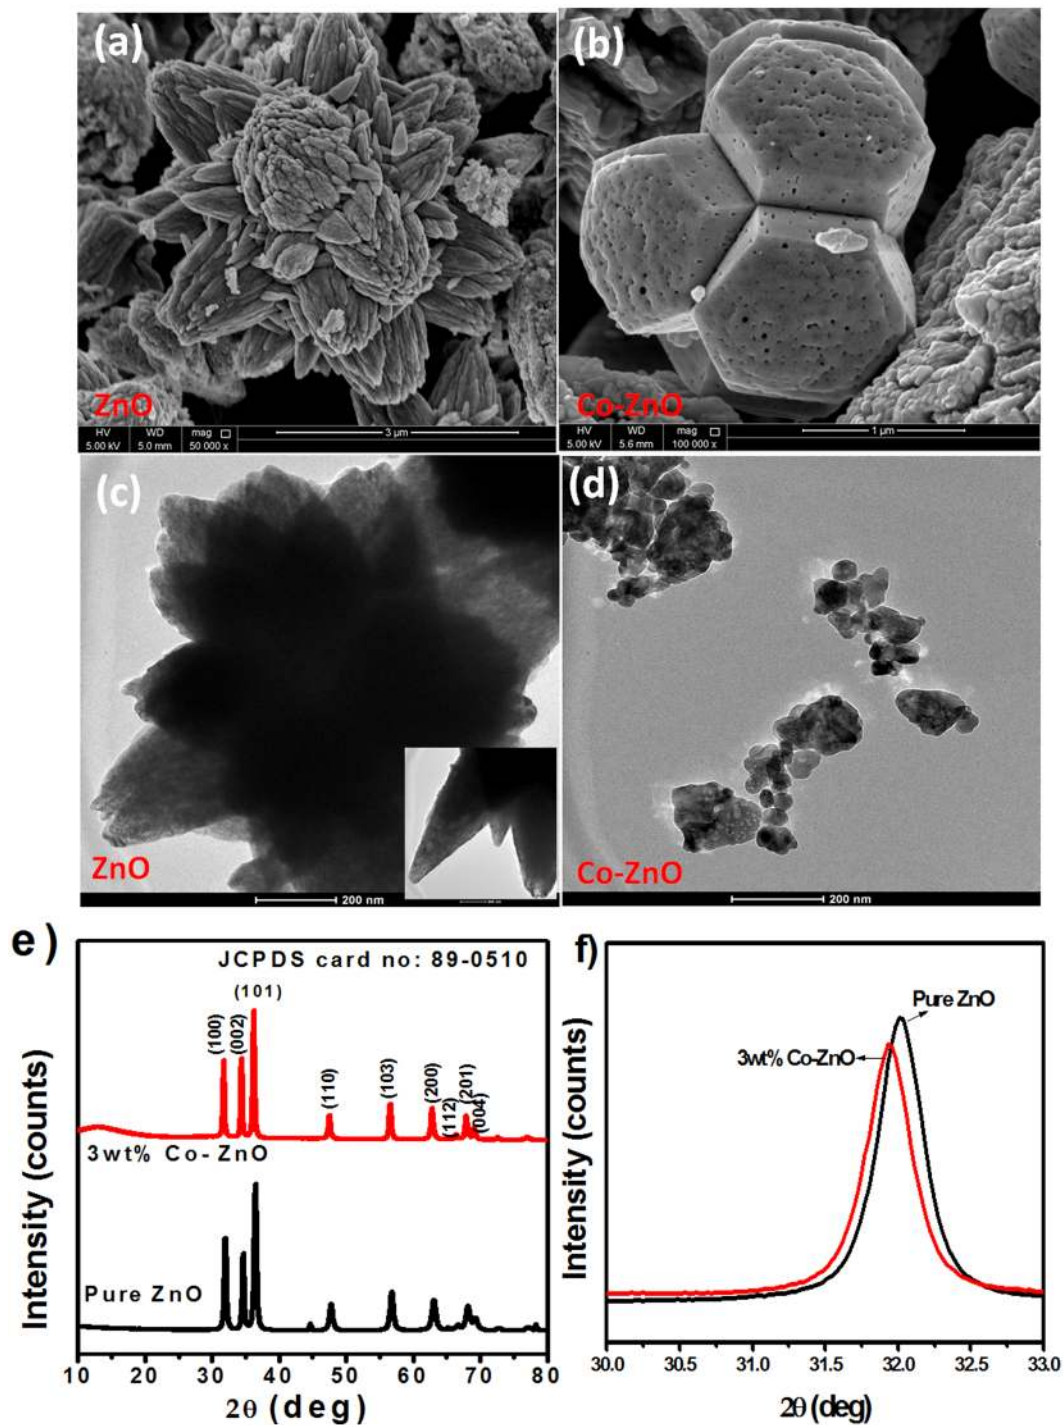 (a)
ZnO
HV WD mag
5.00 kV 5.0 mm 50 000 x
3 µm
(b)
Co-ZnO
HV WD mag
5.00 kV 5.6 mm 100 000 x
1 µm
(c)
ZnO
200 nm
(d)
Co-ZnO
200 nm
e)
JCPDS card no: 89-0510
(100)
(002)
(101)
(110)
(103)
(200)
(112)
(201)
(004)
3wt% Co-ZnO
Pure ZnO
Intensity (counts)
10 20 30 40 50 60 70 80
2θ (deg)
f)
Pure ZnO
3wt% Co-ZnO
Intensity (counts)
30.0 30.5 31.0 31.5 32.0 32.5 33.0
2θ (deg)